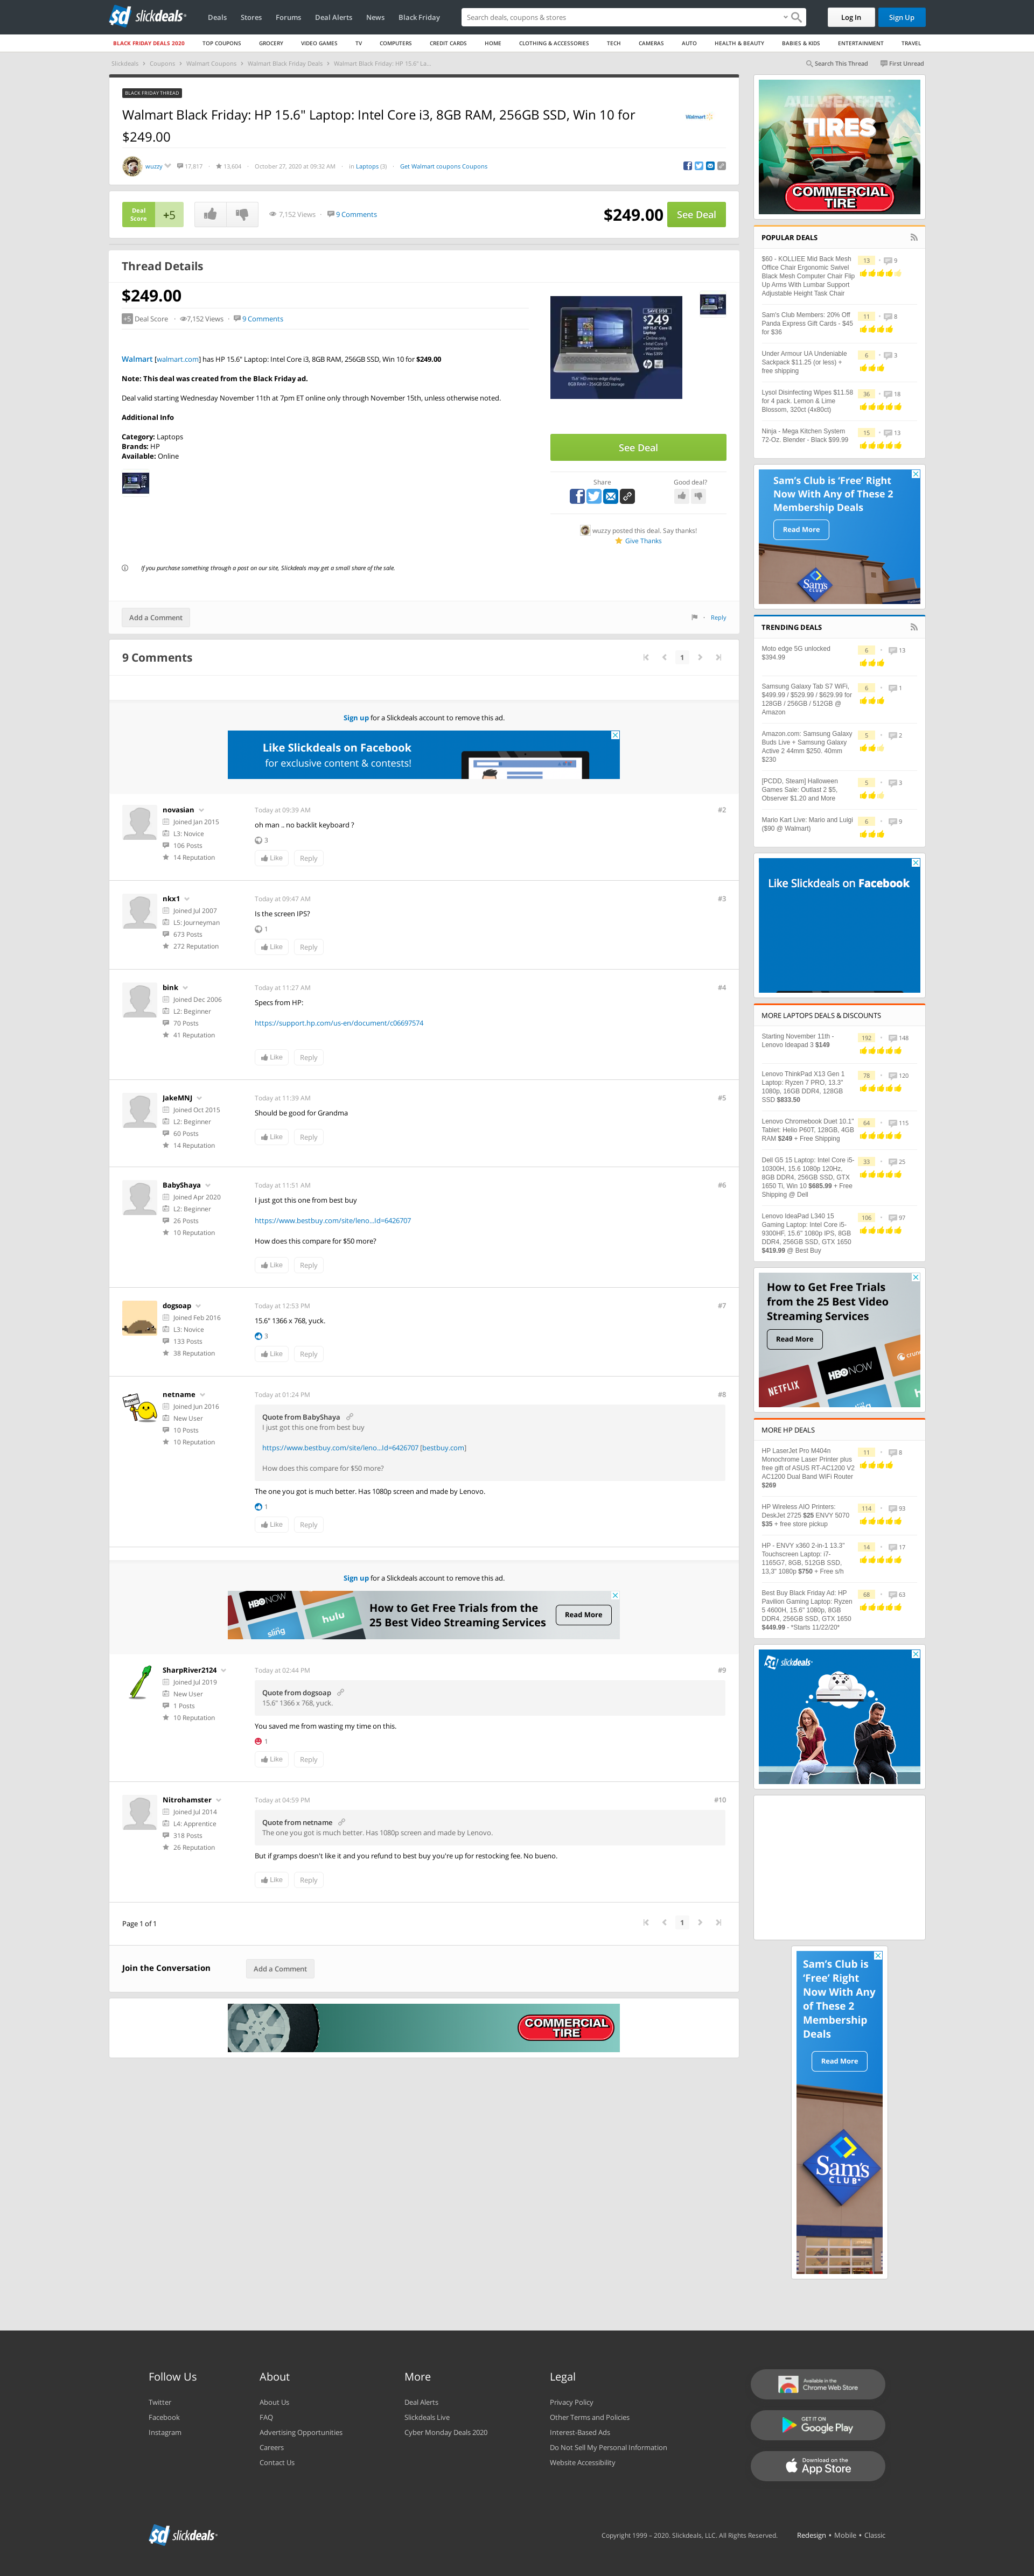 slickdeals
Deals Stores Forums Deal Alerts News Black Friday
Search deals, coupons & stores
Log In Sign Up
BLACK FRIDAY DEALS 2020 TOP COUPONS GROCERY VIDEO GAMES TV COMPUTERS CREDIT CARDS HOME CLOTHING & ACCESSORIES TECH CAMERAS AUTO HEALTH & BEAUTY BABIES & KIDS ENTERTAINMENT TRAVEL
Slickdeals > Coupons > Walmart Coupons > Walmart Black Friday Deals > Walmart Black Friday: HP 15.6" La...
Search This Thread First Unread
BLACK FRIDAY THREAD
Walmart Black Friday: HP 15.6" Laptop: Intel Core i3, 8GB RAM, 256GB SSD, Win 10 for
$249.00
Walmart
wuzzy 17,817 · 13,604 · October 27, 2020 at 09:32 AM · in Laptops (3) · Get Walmart coupons Coupons
Deal
Score
+5
7,152 Views · 9 Comments
$249.00 See Deal
Thread Details
$249.00
+5 Deal Score · 7,152 Views · 9 Comments
Walmart [walmart.com] has HP 15.6" Laptop: Intel Core i3, 8GB RAM, 256GB SSD, Win 10 for $249.00
Note: This deal was created from the Black Friday ad.
Deal valid starting Wednesday November 11th at 7pm ET online only through November 15th, unless otherwise noted.
Additional Info
Category: Laptops
Brands: HP
Available: Online
$249
See Deal
Share
Good deal?
wuzzy posted this deal. Say thanks!
Give Thanks
If you purchase something through a post on our site, Slickdeals may get a small share of the sale.
Add a Comment
· Reply
9 Comments
1
Sign up for a Slickdeals account to remove this ad.
Like Slickdeals on Facebook
for exclusive content & contests!
novasian
Joined Jan 2015
L3: Novice
106 Posts
14 Reputation
Today at 09:39 AM
#2
oh man .. no backlit keyboard ?
3
Like Reply
nkx1
Joined Jul 2007
L5: Journeyman
673 Posts
272 Reputation
Today at 09:47 AM
#3
Is the screen IPS?
1
Like Reply
bink
Joined Dec 2006
L2: Beginner
70 Posts
41 Reputation
Today at 11:27 AM
#4
Specs from HP:
https://support.hp.com/us-en/document/c06697574
Like Reply
JakeMNJ
Joined Oct 2015
L2: Beginner
60 Posts
14 Reputation
Today at 11:39 AM
#5
Should be good for Grandma
Like Reply
BabyShaya
Joined Apr 2020
L2: Beginner
26 Posts
10 Reputation
Today at 11:51 AM
#6
I just got this one from best buy
https://www.bestbuy.com/site/leno...Id=6426707
How does this compare for $50 more?
Like Reply
dogsoap
Joined Feb 2016
L3: Novice
133 Posts
38 Reputation
Today at 12:53 PM
#7
15.6" 1366 x 768, yuck.
3
Like Reply
netname
Joined Jun 2016
New User
10 Posts
10 Reputation
Today at 01:24 PM
#8
Quote from BabyShaya
I just got this one from best buy
https://www.bestbuy.com/site/leno...Id=6426707 [bestbuy.com]
How does this compare for $50 more?
The one you got is much better. Has 1080p screen and made by Lenovo.
1
Like Reply
Sign up for a Slickdeals account to remove this ad.
HBO NOW
sling
hulu
How to Get Free Trials from the
25 Best Video Streaming Services
Read More
SharpRiver2124
Joined Jul 2019
New User
1 Posts
10 Reputation
Today at 02:44 PM
#9
Quote from dogsoap
15.6" 1366 x 768, yuck.
You saved me from wasting my time on this.
1
Like Reply
Nitrohamster
Joined Jul 2014
L4: Apprentice
318 Posts
26 Reputation
Today at 04:59 PM
#10
Quote from netname
The one you got is much better. Has 1080p screen and made by Lenovo.
But if gramps doesn't like it and you refund to best buy you're up for restocking fee. No bueno.
Like Reply
Page 1 of 1
1
Join the Conversation
Add a Comment
COMMERCIAL
TIRE
ALL WEATHER
TIRES
COMMERCIAL
TIRE
POPULAR DEALS
$60 - KOLLIEE Mid Back Mesh
Office Chair Ergonomic Swivel
Black Mesh Computer Chair Flip
Up Arms With Lumbar Support
Adjustable Height Task Chair
13 · 9
Sam's Club Members: 20% Off
Panda Express Gift Cards - $45
for $36
11 · 8
Under Armour UA Undeniable
Sackpack $11.25 (or less) +
free shipping
6 · 3
Lysol Disinfecting Wipes $11.58
for 4 pack. Lemon & Lime
Blossom, 320ct (4x80ct)
36 · 18
Ninja - Mega Kitchen System
72-Oz. Blender - Black $99.99
15 · 13
Sam's Club is 'Free' Right
Now With Any of These 2
Membership Deals
Read More
Sam's
CLUB
TRENDING DEALS
Moto edge 5G unlocked
$394.99
6 · 13
Samsung Galaxy Tab S7 WiFi,
$499.99 / $529.99 / $629.99 for
128GB / 256GB / 512GB @
Amazon
6 · 1
Amazon.com: Samsung Galaxy
Buds Live + Samsung Galaxy
Active 2 44mm $250. 40mm
$230
5 · 2
[PCDD, Steam] Halloween
Games Sale: Outlast 2 $5,
Observer $1.20 and More
5 · 3
Mario Kart Live: Mario and Luigi
($90 @ Walmart)
6 · 9
Like Slickdeals on Facebook
MORE LAPTOPS DEALS & DISCOUNTS
Starting November 11th -
Lenovo Ideapad 3 $149
192 · 148
Lenovo ThinkPad X13 Gen 1
Laptop: Ryzen 7 PRO, 13.3"
1080p, 16GB DDR4, 128GB
SSD $833.50
78 · 120
Lenovo Chromebook Duet 10.1"
Tablet: Helio P60T, 128GB, 4GB
RAM $249 + Free Shipping
64 · 115
Dell G5 15 Laptop: Intel Core i5-
10300H, 15.6 1080p 120Hz,
8GB DDR4, 256GB SSD, GTX
1650 Ti, Win 10 $685.99 + Free
Shipping @ Dell
33 · 25
Lenovo IdeaPad L340 15
Gaming Laptop: Intel Core i5-
9300HF, 15.6" 1080p IPS, 8GB
DDR4, 256GB SSD, GTX 1650
$419.99 @ Best Buy
106 · 97
How to Get Free Trials
from the 25 Best Video
Streaming Services
Read More
NETFLIX
HBO NOW
crunchy
sling
hulu
MORE HP DEALS
HP LaserJet Pro M404n
Monochrome Laser Printer plus
free gift of ASUS RT-AC1200 V2
AC1200 Dual Band WiFi Router
$269
11 · 8
HP Wireless AIO Printers:
DeskJet 2725 $25 ENVY 5070
$35 + free store pickup
114 · 93
HP - ENVY x360 2-in-1 13.3"
Touchscreen Laptop: i7-
1165G7, 8GB, 512GB SSD,
13,3" 1080p $750 + Free s/h
14 · 17
Best Buy Black Friday Ad: HP
Pavilion Gaming Laptop: Ryzen
5 4600H, 15.6" 1080p, 8GB
DDR4, 256GB SSD, GTX 1650
$449.99 - *Starts 11/22/20*
68 · 63
slickdeals
Sam's Club is
'Free' Right
Now With Any
of These 2
Membership
Deals
Read More
Sam's
CLUB
Follow Us
Twitter
Facebook
Instagram
About
About Us
FAQ
Advertising Opportunities
Careers
Contact Us
More
Deal Alerts
Slickdeals Live
Cyber Monday Deals 2020
Legal
Privacy Policy
Other Terms and Policies
Interest-Based Ads
Do Not Sell My Personal Information
Website Accessibility
Available in the
Chrome Web Store
GET IT ON
Google Play
Download on the
App Store
slickdeals
Copyright 1999 – 2020. Slickdeals, LLC. All Rights Reserved. Redesign • Mobile • Classic